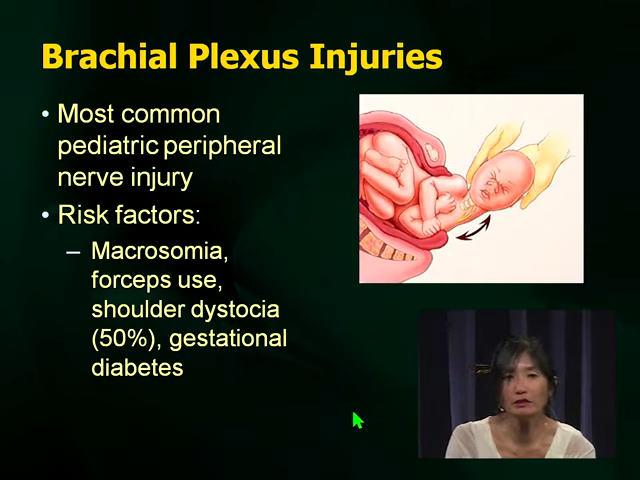 Brachial Plexus Injuries
• Most common
pediatric peripheral
nerve injury
• Risk factors:
– Macrosomia,
forceps use,
shoulder dystocia
(50%), gestational
diabetes